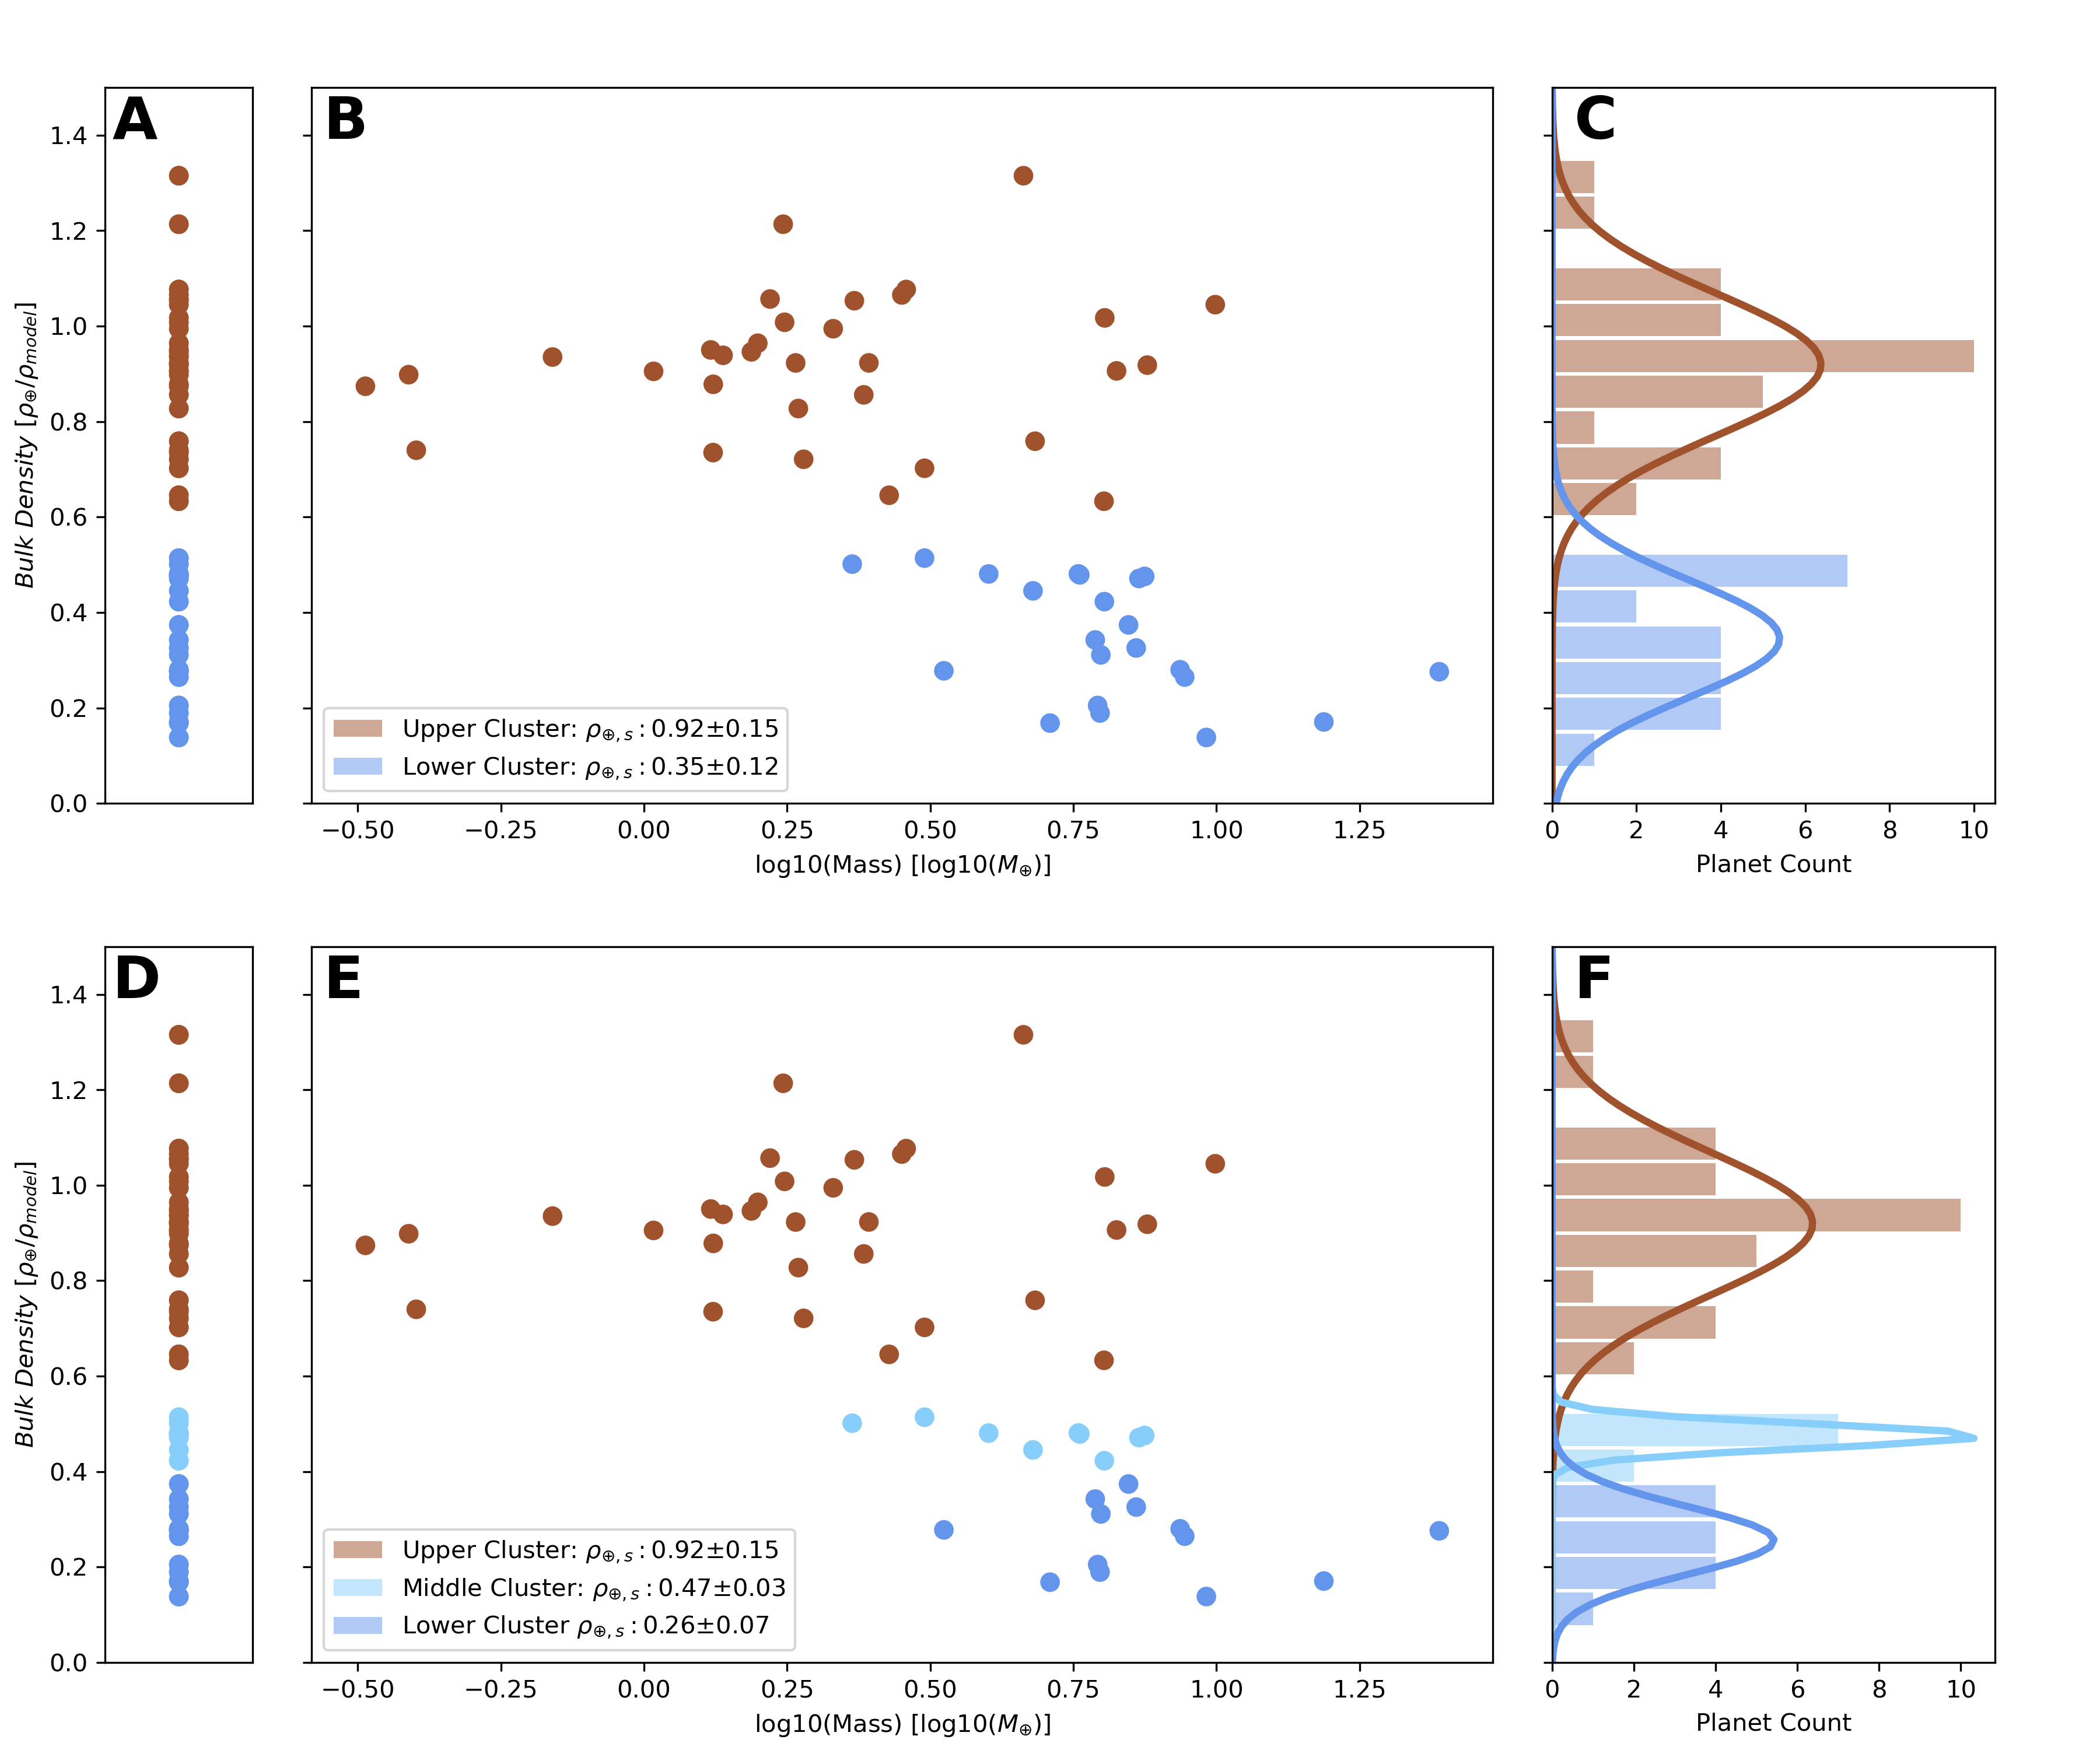 A
B
C
1.4
1.2
1.0
0.8
0.6
0.4
0.2
0.0
Bulk Density [ρ⊕/ρmodel]
Upper Cluster: ρ⊕,s : 0.92±0.15
Lower Cluster: ρ⊕,s : 0.35±0.12
−0.50 −0.25 0.00 0.25 0.50 0.75 1.00 1.25
log10(Mass) [log10(M⊕)]
0 2 4 6 8 10
Planet Count
D
E
F
1.4
1.2
1.0
0.8
0.6
0.4
0.2
0.0
Bulk Density [ρ⊕/ρmodel]
Upper Cluster: ρ⊕,s : 0.92±0.15
Middle Cluster: ρ⊕,s : 0.47±0.03
Lower Cluster ρ⊕,s : 0.26±0.07
−0.50 −0.25 0.00 0.25 0.50 0.75 1.00 1.25
log10(Mass) [log10(M⊕)]
0 2 4 6 8 10
Planet Count